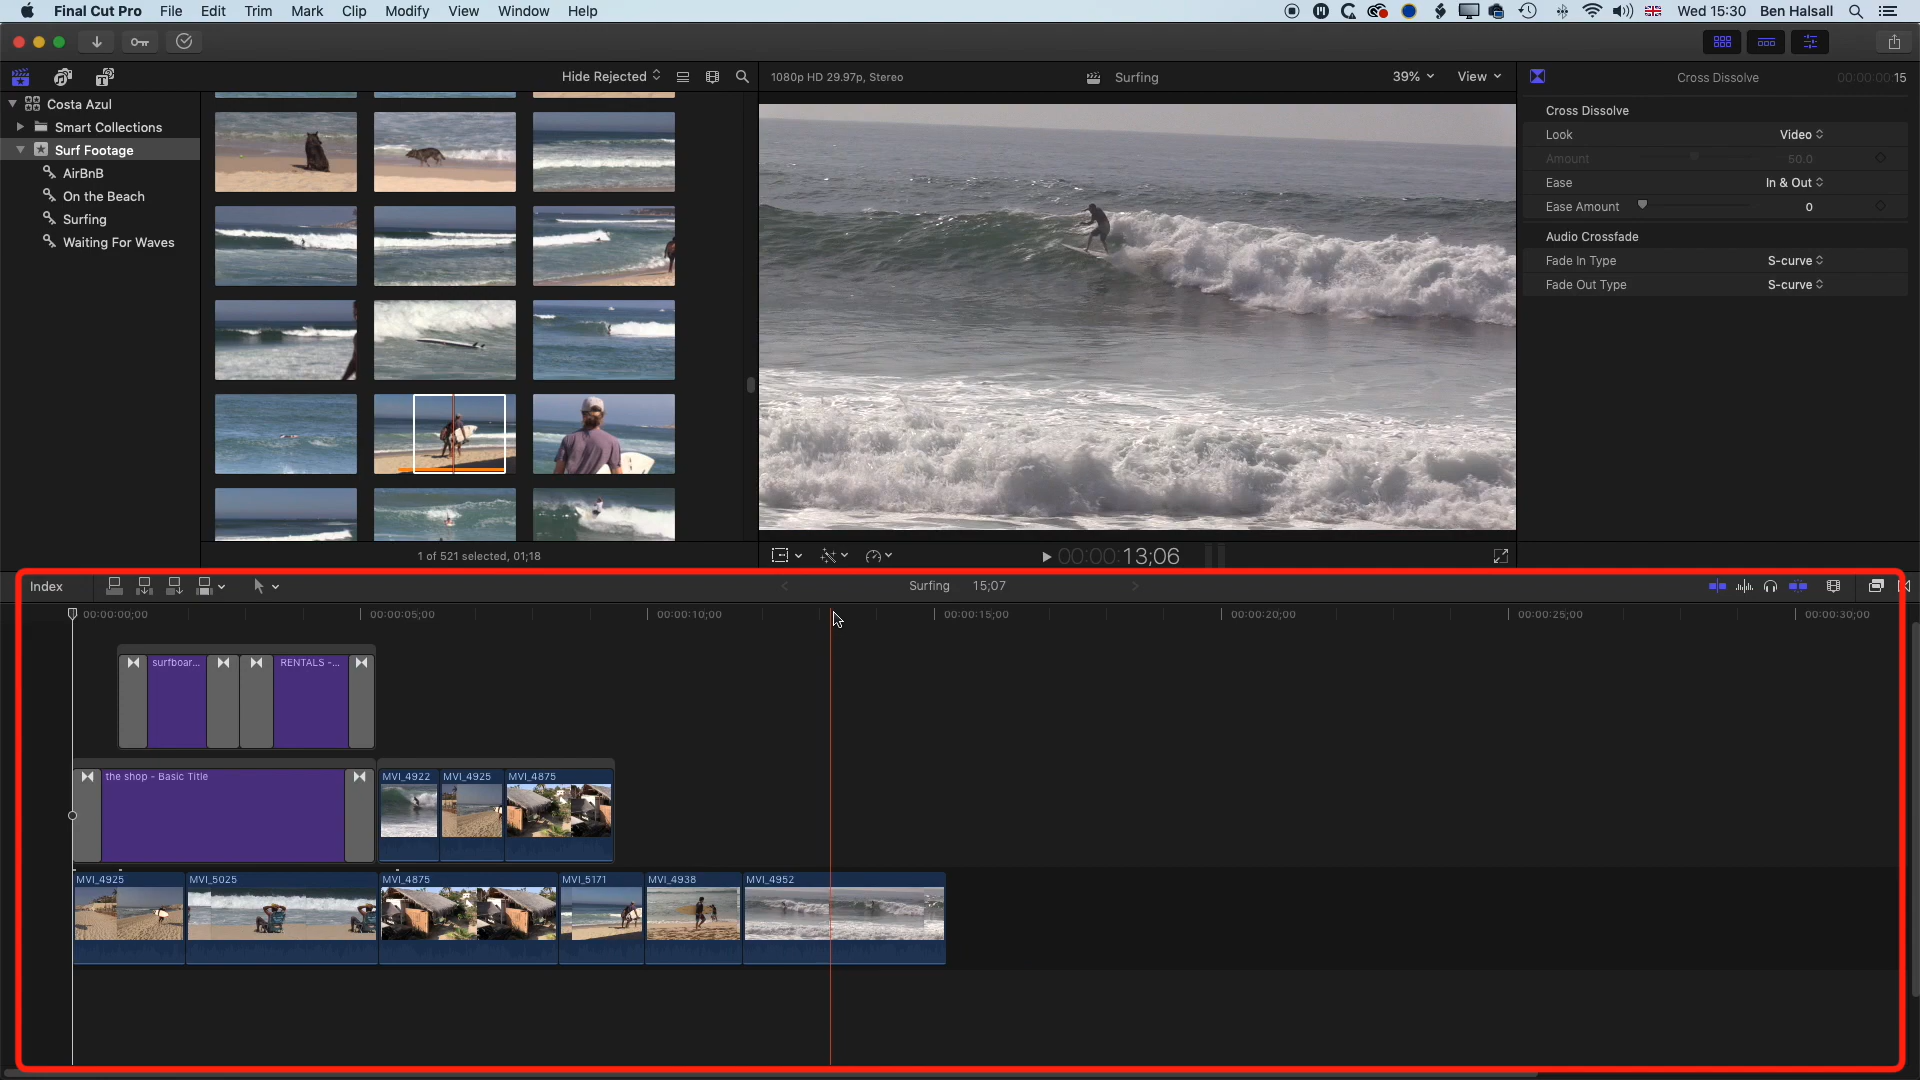 Final Cut Pro File Edit Trim Mark Clip Modify View Window Help Wed 15:30 Ben Halsall
Hide Rejected 1080p HD 29.97p, Stereo Surfing 39% View Cross Dissolve 00:00:00:15
Costa Azul
Smart Collections
Surf Footage
AirBnB
On the Beach
Surfing
Waiting For Waves
Cross Dissolve
Look Video
Amount 50.0
Ease In & Out
Ease Amount 0
Audio Crossfade
Fade In Type S-curve
Fade Out Type S-curve
1 of 521 selected, 01;18
00:00:13;06
Index Surfing 15;07
00:00:00;00 00:00:05;00 00:00:10;00 00:00:15;00 00:00:20;00 00:00:25;00 00:00:30;00
surfboar... RENTALS -...
the shop - Basic Title MVI_4922 MVI_4925 MVI_4875
MVI_4925 MVI_5025 MVI_4875 MVI_5171 MVI_4938 MVI_4952